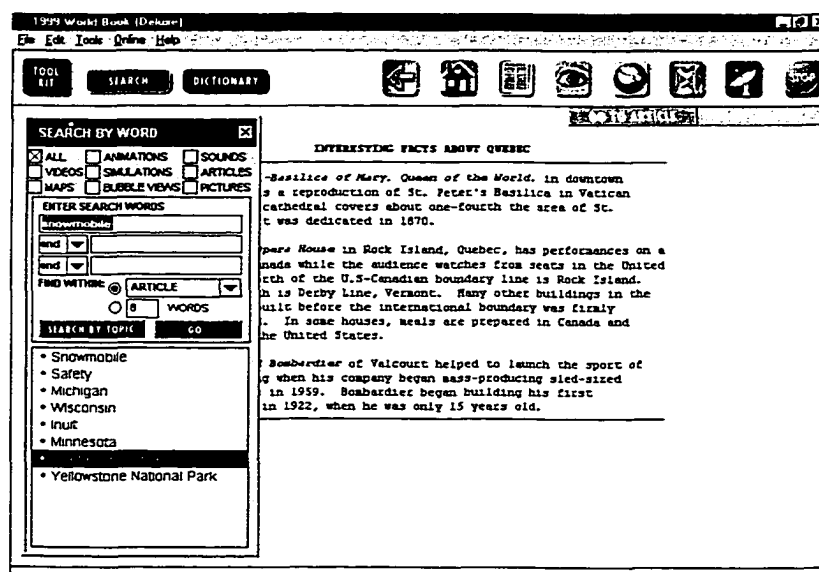 1999 World Book (Deluxe)
File Edit Tools Online Help
TOOL KIT
SEARCH
DICTIONARY
STOP
TO ARTICLE
SEARCH BY WORD
ALL ANIMATIONS SOUNDS
VIDEOS SIMULATIONS ARTICLES
MAPS BUBBLE VIEWS PICTURES
ENTER SEARCH WORDS
snowmobile
and
and
FIND WITHIN: ARTICLE
8 WORDS
SEARCH BY TOPIC GO
• Snowmobile
• Safety
• Michigan
• Wisconsin
• Inuit
• Minnesota
• Yellowstone National Park
INTERESTING FACTS ABOUT QUEBEC
-Basilica of Mary, Queen of the World, in downtown
s a reproduction of St. Peter's Basilica in Vatican
cathedral covers about one-fourth the area of St.
t was dedicated in 1870.
pera House in Rock Island, Quebec, has performances on a
nada while the audience watches from seats in the United
rth of the U.S-Canadian boundary line is Rock Island.
h is Derby Line, Vermont. Many other buildings in the
uilt before the international boundary was firmly
. In some houses, meals are prepared in Canada and
he United States.
Bombardier of Valcourt helped to launch the sport of
g when his company began mass-producing sled-sized
in 1959. Bombardier began building his first
in 1922, when he was only 15 years old.